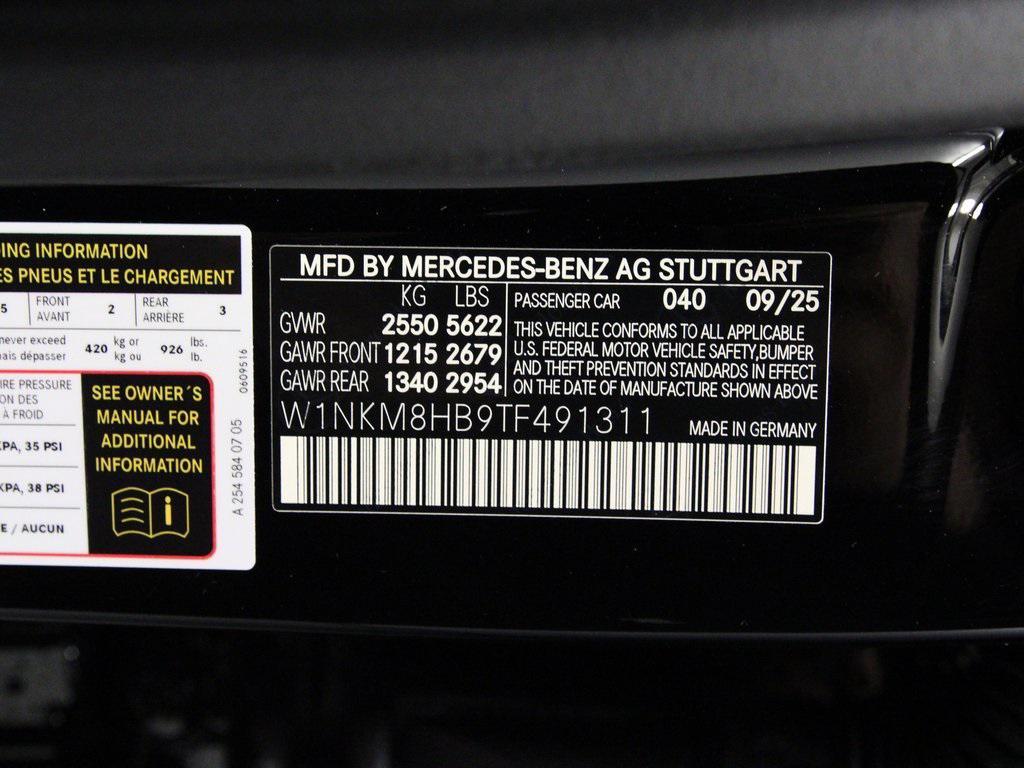 ING INFORMATION
ES PNEUS ET LE CHARGEMENT
5 FRONT AVANT 2 REAR ARRIÈRE 3
never exceed
ais dépasser 420 kg or kg ou 926 lbs. lb.
IRE PRESSURE
ON DES
À FROID
KPA, 35 PSI
KPA, 38 PSI
E / AUCUN
SEE OWNER´S
MANUAL FOR
ADDITIONAL
INFORMATION
i
0609516
A 254 584 07 05
MFD BY MERCEDES-BENZ AG STUTTGART
KG LBS
GVWR 2550 5622
GAWR FRONT 1215 2679
GAWR REAR 1340 2954
PASSENGER CAR 040 09/25
THIS VEHICLE CONFORMS TO ALL APPLICABLE
U.S. FEDERAL MOTOR VEHICLE SAFETY,BUMPER
AND THEFT PREVENTION STANDARDS IN EFFECT
ON THE DATE OF MANUFACTURE SHOWN ABOVE
W1NKM8HB9TF491311
MADE IN GERMANY